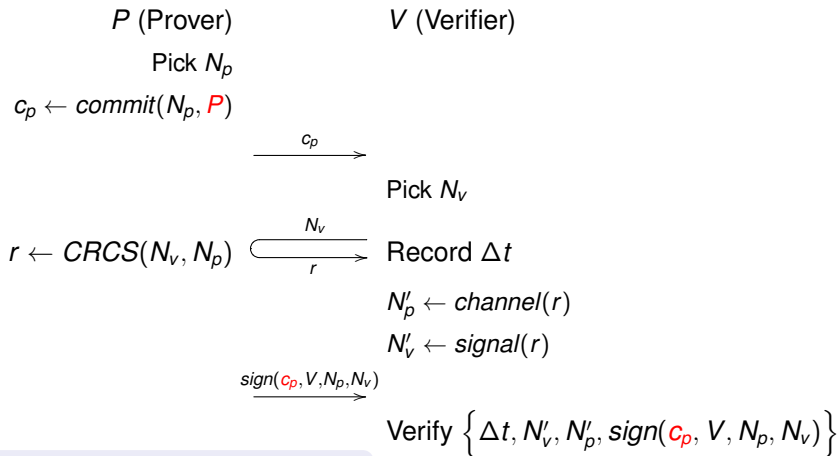 P (Prover) V (Verifier)
Pick Nₚ
cₚ ← commit(Nₚ, P)
cₚ
Pick Nᵥ
Nᵥ
r ← CRCS(Nᵥ, Nₚ) Record Δt
r
N′ₚ ← channel(r)
N′ᵥ ← signal(r)
sign(cₚ,V,Nₚ,Nᵥ)
Verify {Δt, N′ᵥ, N′ₚ, sign(cₚ, V, Nₚ, Nᵥ)}